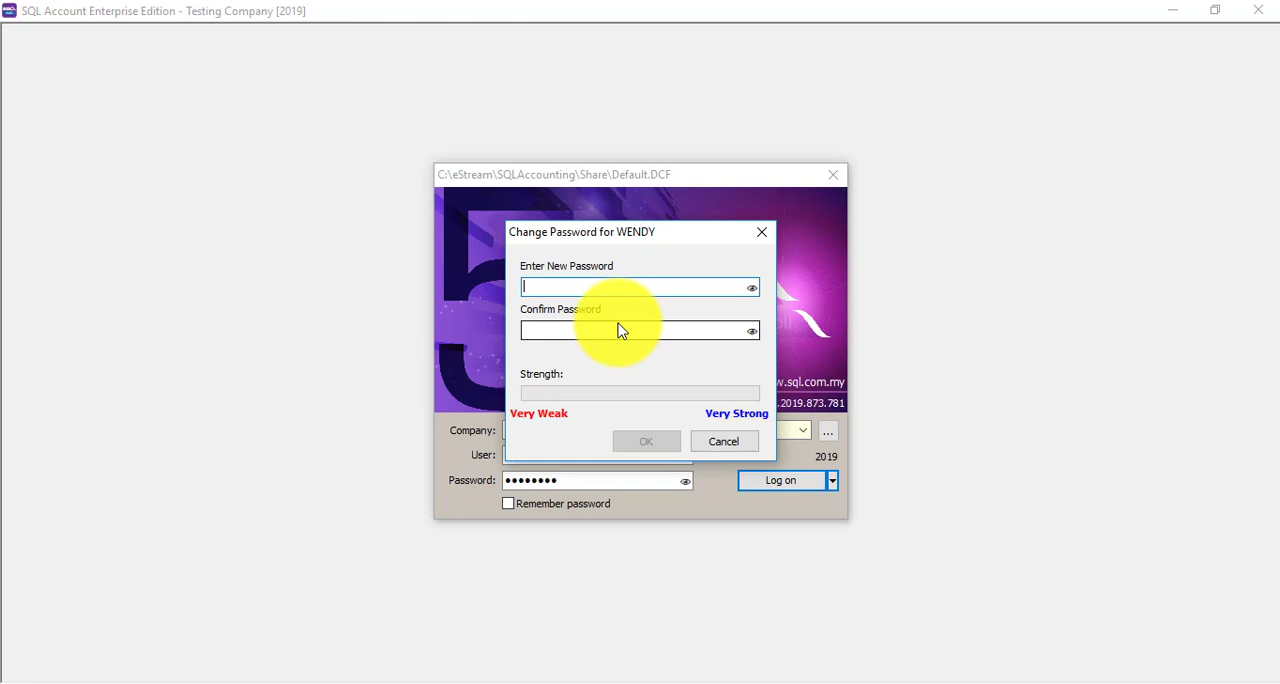 SQL Account Enterprise Edition - Testing Company [2019]
C:\eStream\SQLAccounting\Share\Default.DCF
Change Password for WENDY
Enter New Password
Confirm Password
Strength:
w.sql.com.my
.2019.873.781
Very Weak
Very Strong
Company:
...
OK
Cancel
User:
2019
Password:
••••••••
Log on
Remember password